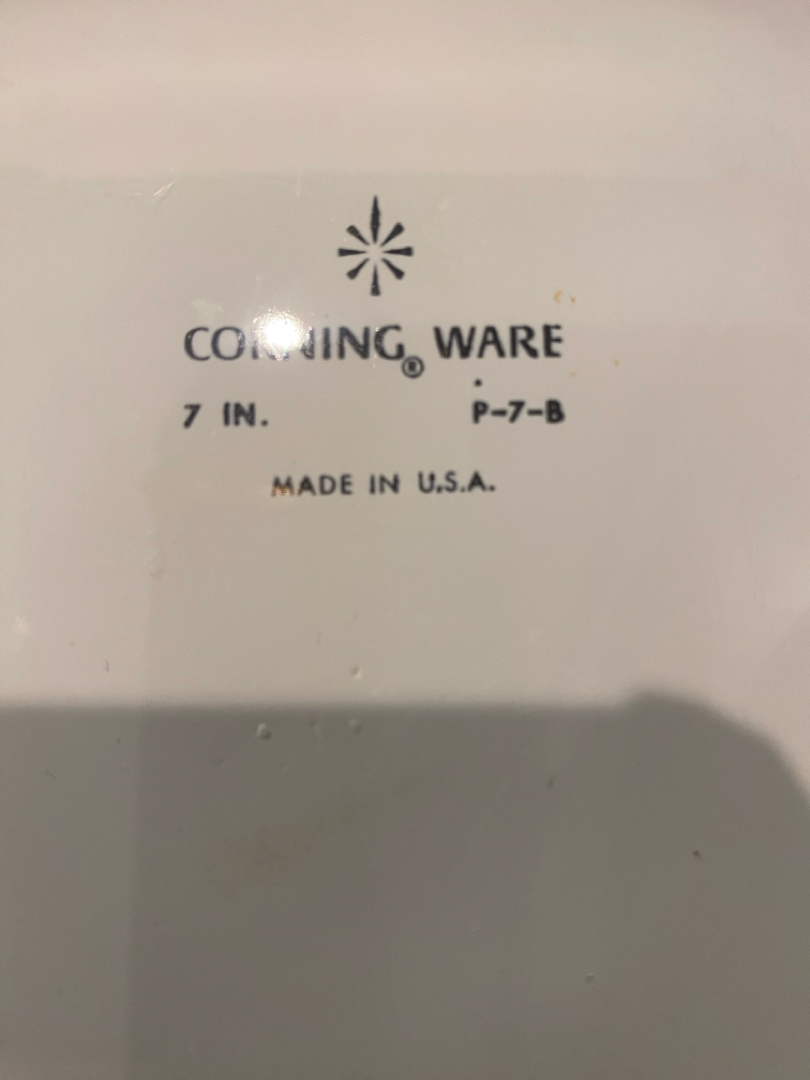 CORNING® WARE
7 IN. P-7-B
MADE IN U.S.A.